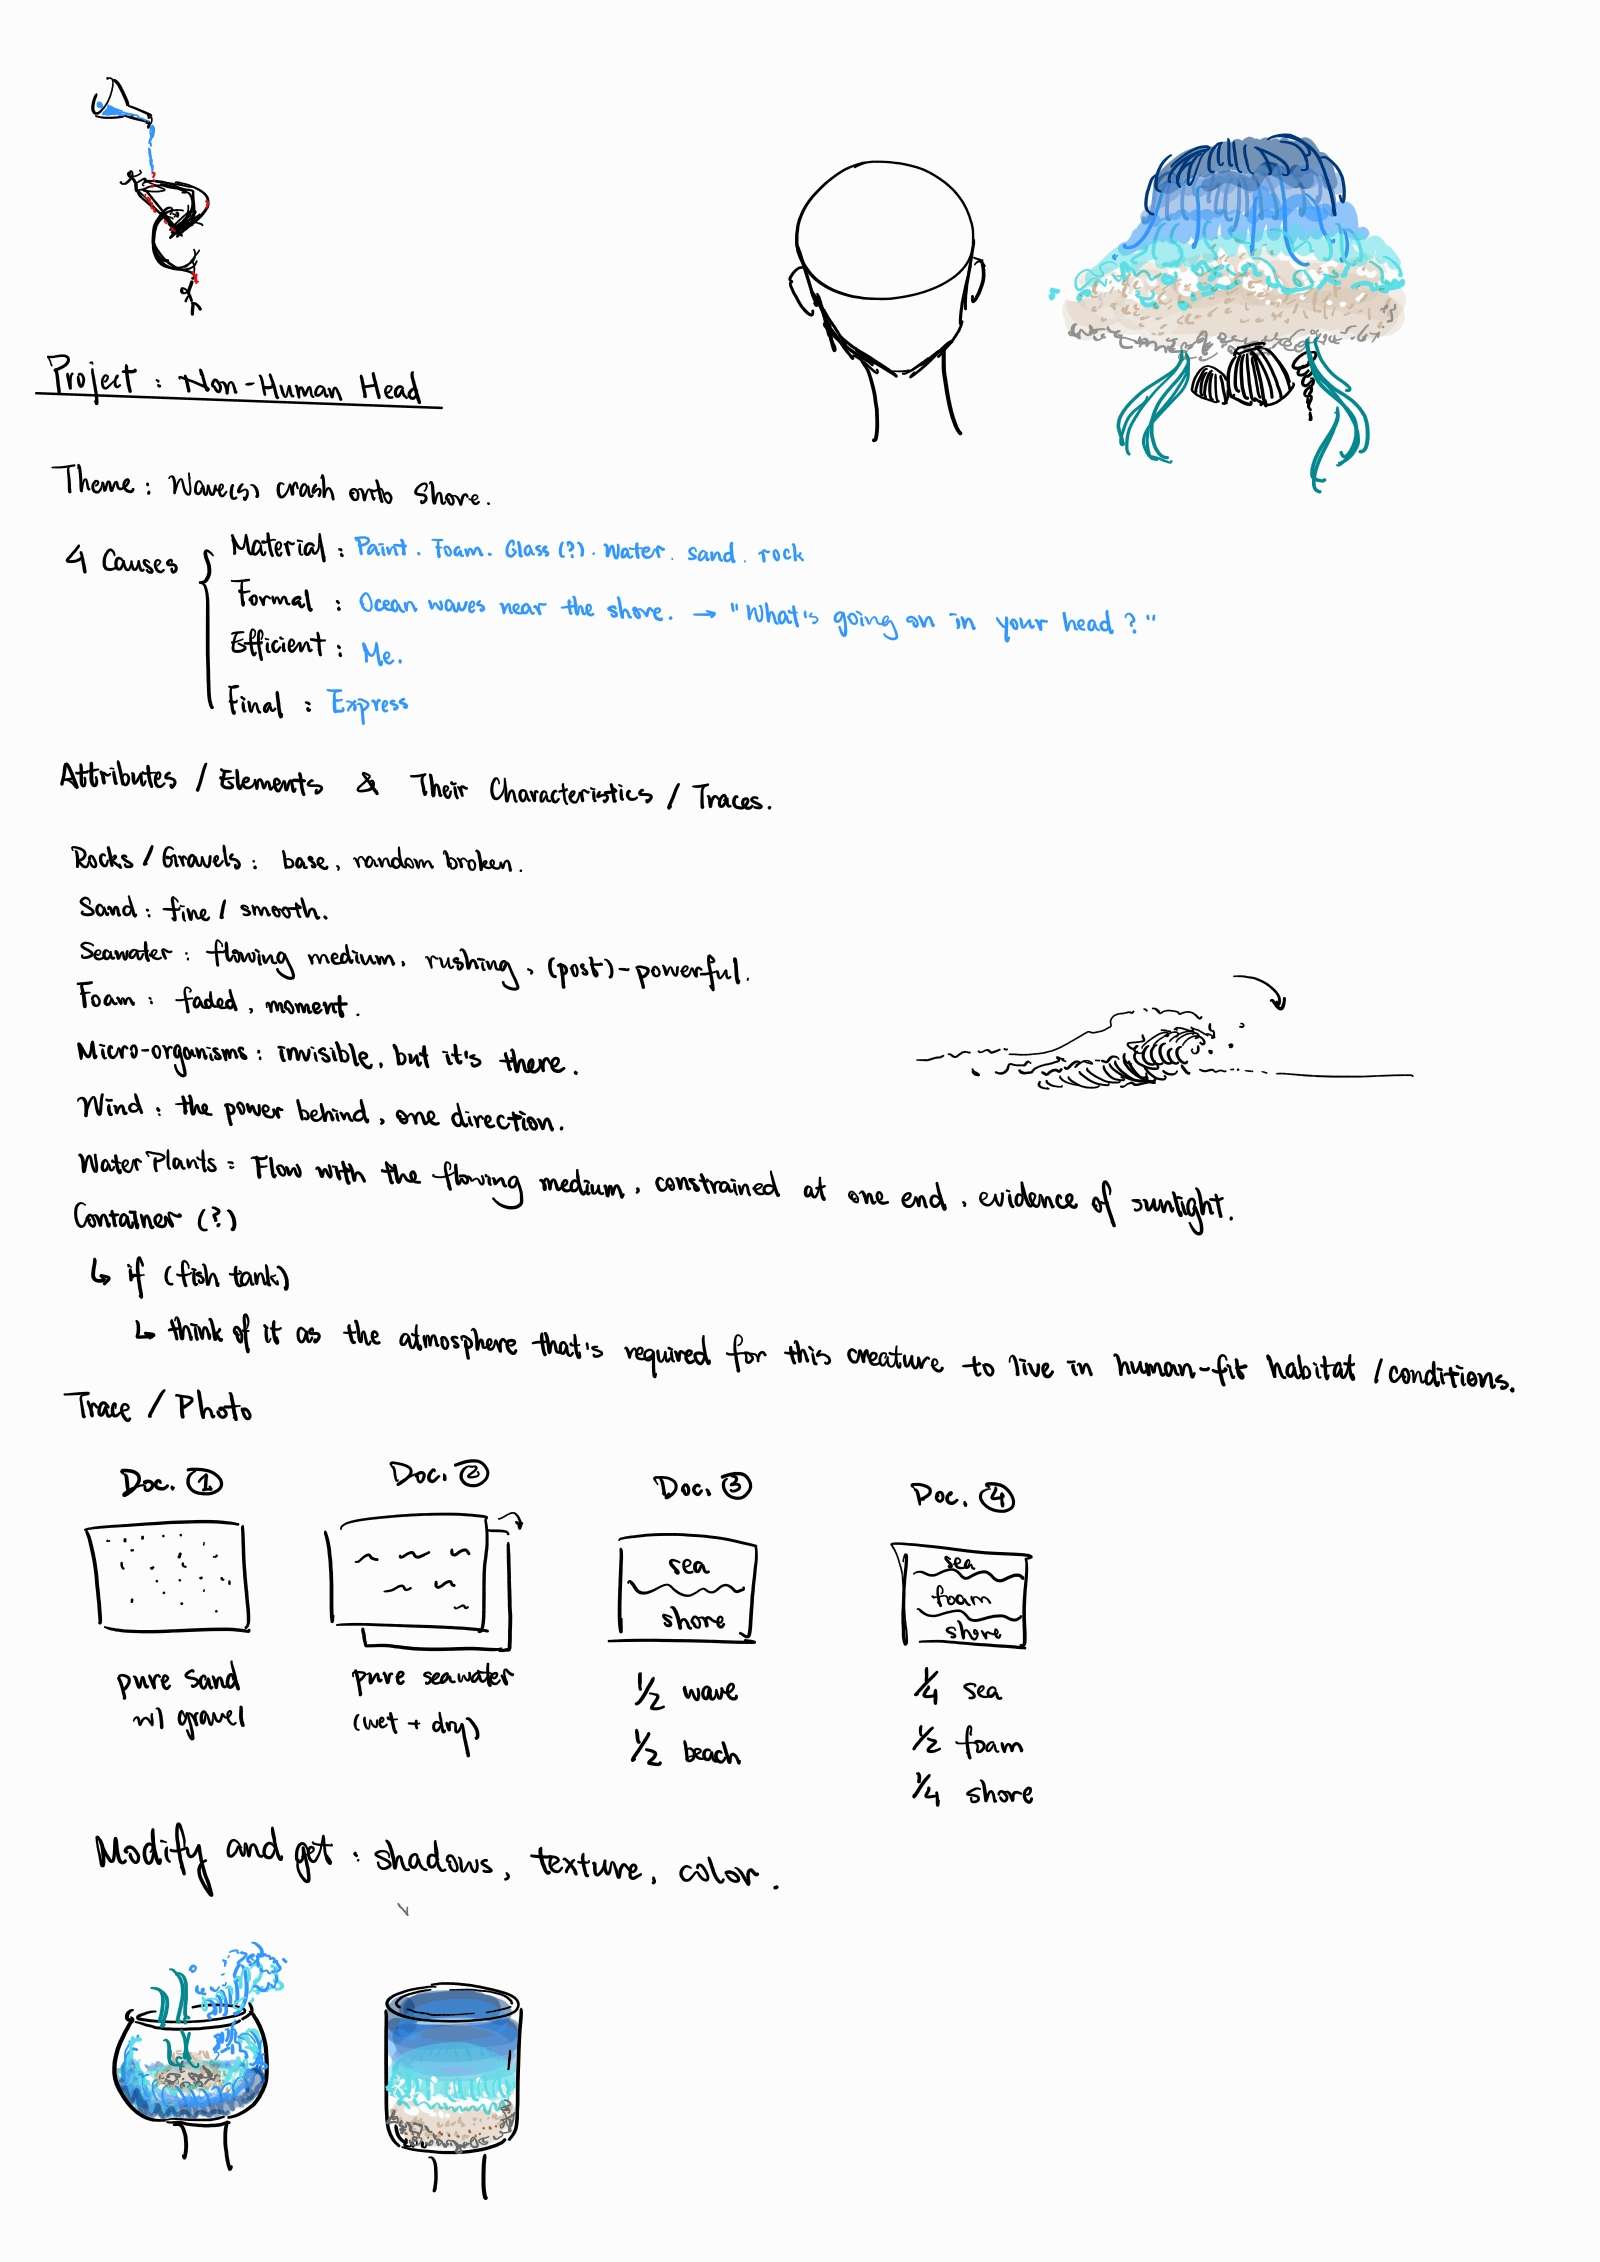 Project : Non-Human Head
Theme : Wave(s) crash onto Shore.
4 Causes
Material : Paint. Foam. Glass (?). Water. sand. rock
Formal : Ocean waves near the shore. → "What's going on in your head ?"
Efficient : Me.
Final : Express
Attributes / Elements & Their Characteristics / Traces.
Rocks / Gravels : base, random broken.
Sand : fine / smooth.
Seawater : flowing medium, rushing, (post)-powerful.
Foam : faded, moment.
Micro-organisms : invisible, but it's there.
Wind : the power behind, one direction.
Water Plants : Flow with the flowing medium, constrained at one end, evidence of sunlight.
Container (?)
↳ if (fish tank)
↳ think of it as the atmosphere that's required for this creature to live in human-fit habitat / conditions.
Trace / Photo
Doc. ①
pure sand
w/ gravel
Doc. ②
pure seawater
(wet + dry)
Doc. ③
sea
shore
1/2 wave
1/2 beach
Doc. ④
sea
foam
shore
1/4 sea
1/2 foam
1/4 shore
Modify and get : shadows, texture, color.